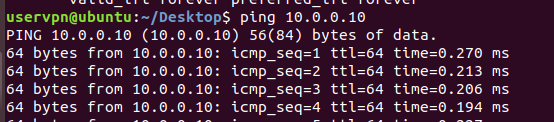 valid_lft forever preferred_lft forever
uservpn@ubuntu:~/Desktop$ ping 10.0.0.10
PING 10.0.0.10 (10.0.0.10) 56(84) bytes of data.
64 bytes from 10.0.0.10: icmp_seq=1 ttl=64 time=0.270 ms
64 bytes from 10.0.0.10: icmp_seq=2 ttl=64 time=0.213 ms
64 bytes from 10.0.0.10: icmp_seq=3 ttl=64 time=0.206 ms
64 bytes from 10.0.0.10: icmp_seq=4 ttl=64 time=0.194 ms